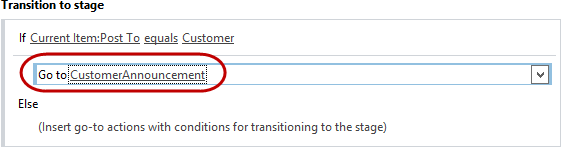 Transition to stage
If Current Item:Post To equals Customer
Go to CustomerAnnouncement
Else
(Insert go-to actions with conditions for transitioning to the stage)